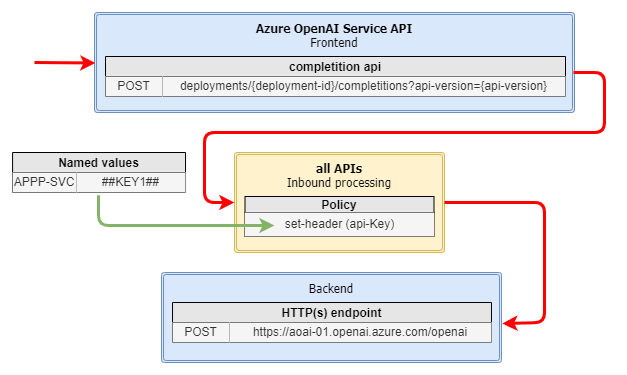 Azure OpenAI Service API
Frontend
completition api
POST deployments/{deployment-id}/completitions?api-version={api-version}
Named values
APPP-SVC ##KEY1##
all APIs
Inbound processing
Policy
set-header (api-Key)
Backend
HTTP(s) endpoint
POST https://aoai-01.openai.azure.com/openai